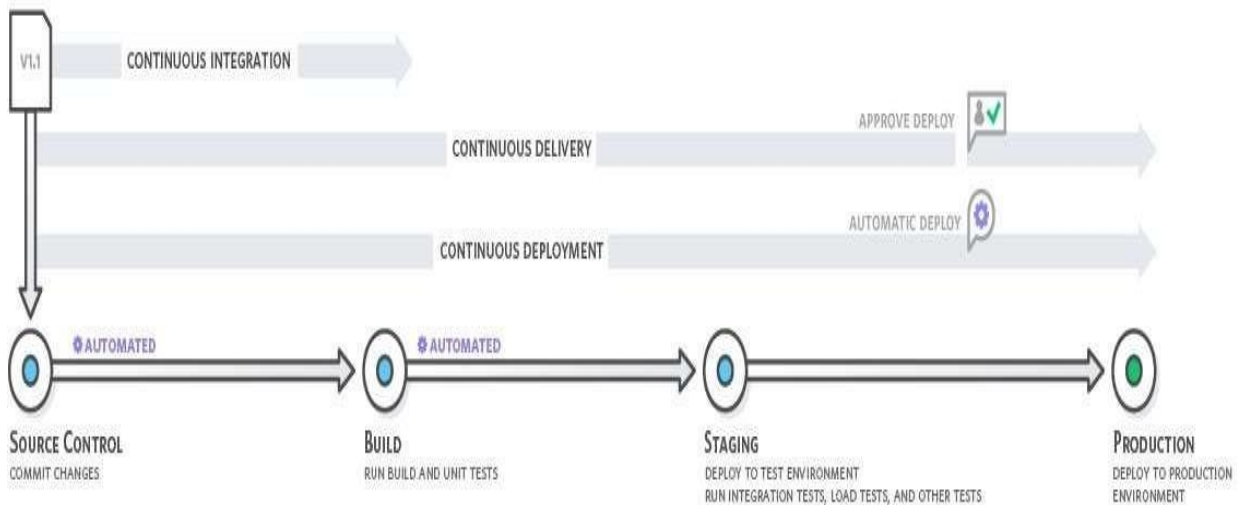 V1.1
CONTINUOUS INTEGRATION
APPROVE DEPLOY
CONTINUOUS DELIVERY
AUTOMATIC DEPLOY
CONTINUOUS DEPLOYMENT
AUTOMATED
AUTOMATED
SOURCE CONTROL
COMMIT CHANGES
BUILD
RUN BUILD AND UNIT TESTS
STAGING
DEPLOY TO TEST ENVIRONMENT
RUN INTEGRATION TESTS, LOAD TESTS, AND OTHER TESTS
PRODUCTION
DEPLOY TO PRODUCTION
ENVIRONMENT